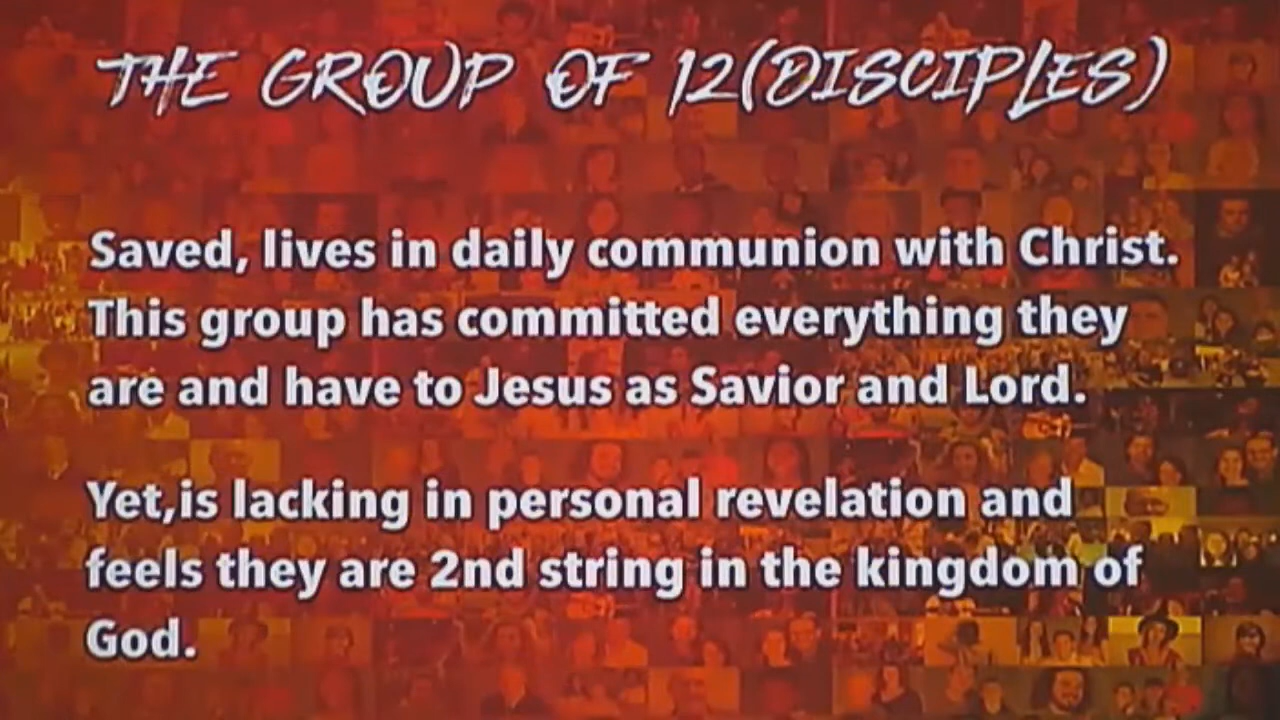 THE GROUP OF 12(DISCIPLES)
Saved, lives in daily communion with Christ.
This group has committed everything they
are and have to Jesus as Savior and Lord.
Yet,is lacking in personal revelation and
feels they are 2nd string in the kingdom of
God.